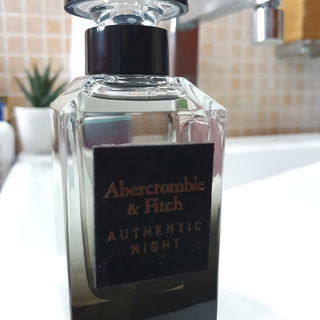 Abercrombie
& Fitch
AUTHENTIC
NIGHT